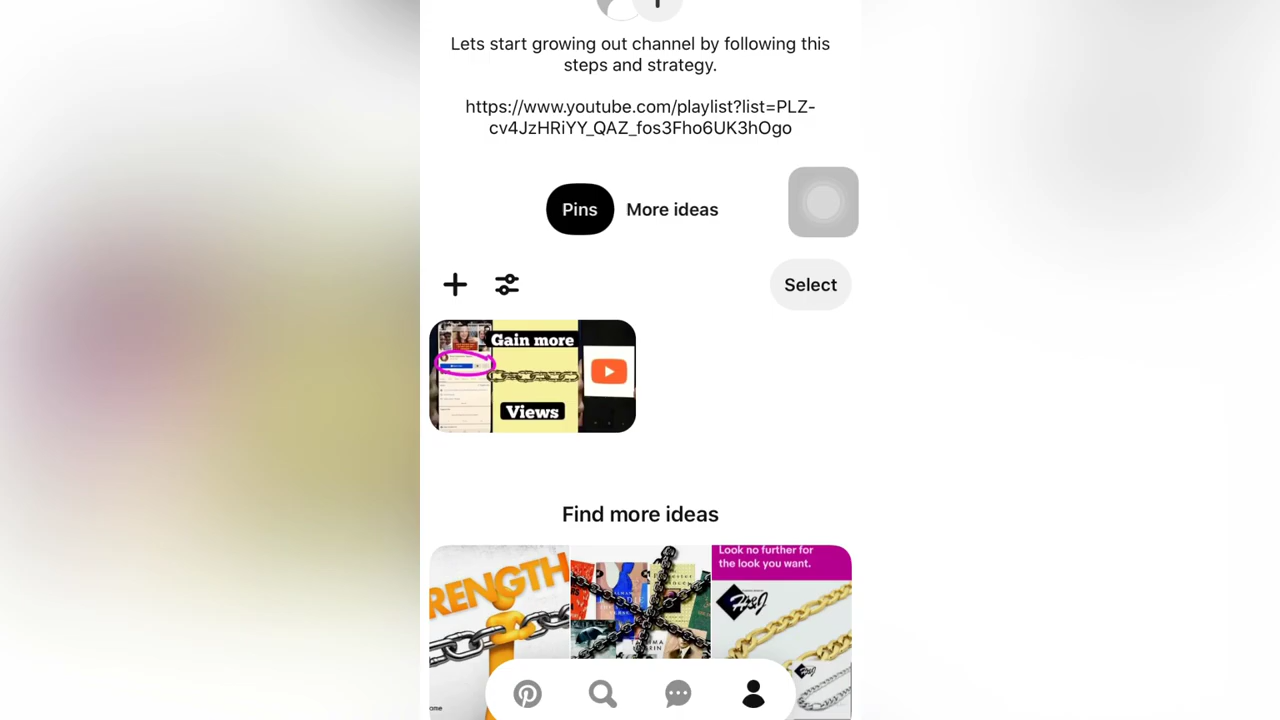 Lets start growing out channel by following this
steps and strategy.
https://www.youtube.com/playlist?list=PLZ-
cv4JzHRiYY_QAZ_fos3Fho6UK3hOgo
Pins
More ideas
Select
Gain more
Views
Find more ideas
RENGTH
Look no further for
the look you want.